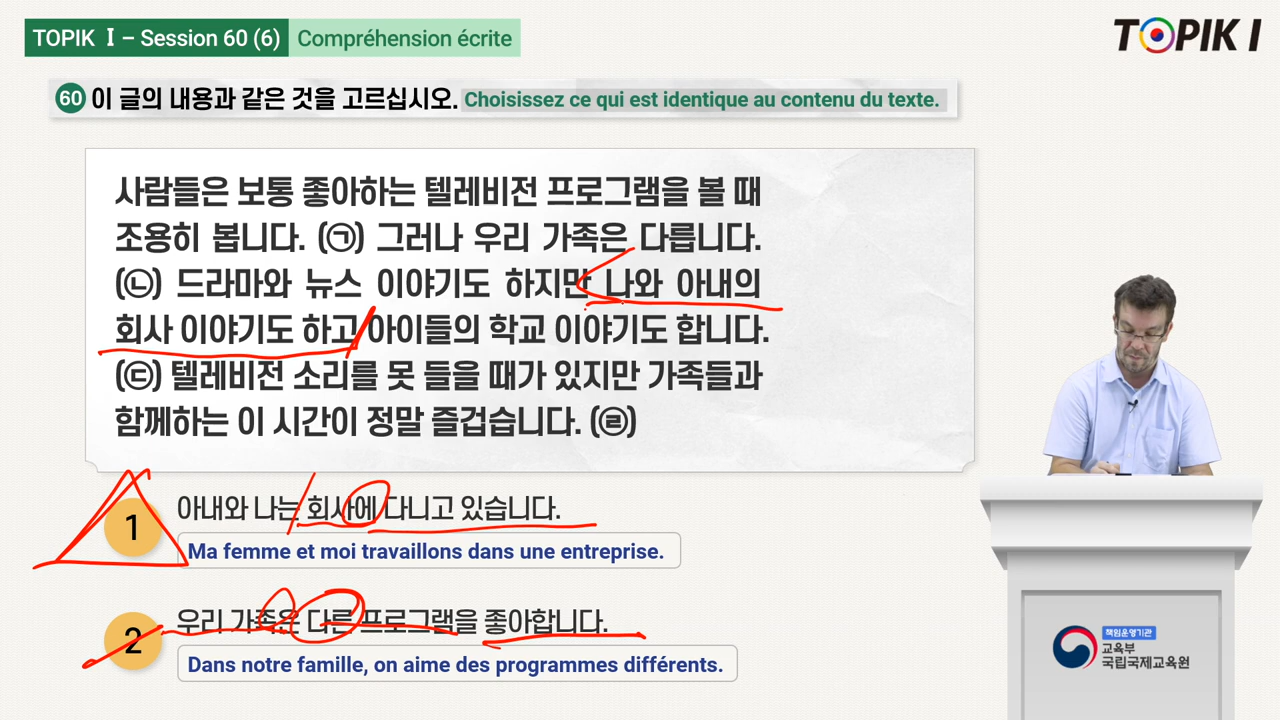 TOPIK Ⅰ – Session 60 (6) Compréhension écrite
TOPIK I
60 이 글의 내용과 같은 것을 고르십시오. Choisissez ce qui est identique au contenu du texte.
사람들은 보통 좋아하는 텔레비전 프로그램을 볼 때
조용히 봅니다. (㉠) 그러나 우리 가족은 다릅니다.
(㉡) 드라마와 뉴스 이야기도 하지만 나와 아내의
회사 이야기도 하고 아이들의 학교 이야기도 합니다.
(㉢) 텔레비전 소리를 못 들을 때가 있지만 가족들과
함께하는 이 시간이 정말 즐겁습니다. (㉣)
1 아내와 나는 회사에 다니고 있습니다.
Ma femme et moi travaillons dans une entreprise.
2 우리 가족은 다른 프로그램을 좋아합니다.
Dans notre famille, on aime des programmes différents.
책임운영기관
교육부
국립국제교육원